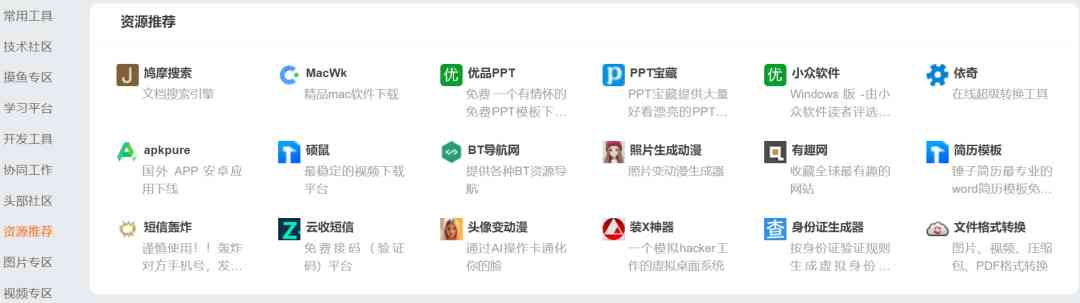 常用工具
技术社区
摸鱼专区
学习平台
开发工具
协同工作
头部社区
资源推荐
图片专区
视频专区
资源推荐
鸠摩搜索
文档搜索引擎
MacWk
精品mac软件下载
优品PPT
免费一个有情怀的
免费PPT模板下...
PPT宝藏
PPT宝藏提供大量
好看漂亮的PPT...
小众软件
Windows 版 -由小
众软件读者评选...
依奇
在线超级转换工具
apkpure
国外 APP 安卓应
用下线
硕鼠
最稳定的视频下载
平台
BT导航网
提供各种BT资源导
航
照片生成动漫
照片变动漫生成器
有趣网
收藏全球最有趣的
网站
简历模板
锤子简历最专业的
word简历模板免...
短信轰炸
谨慎使用！！轰炸
对方手机号，发...
云收短信
免费接码（验证
码）平台
头像变动漫
通过AI操作卡通化
你的脸
装X神器
一个模拟hacker工
作的虚拟桌面系统
身份证生成器
按身份证验证规则
生成虚拟身份...
文件格式转换
图片、视频、压缩
包、PDF格式转换